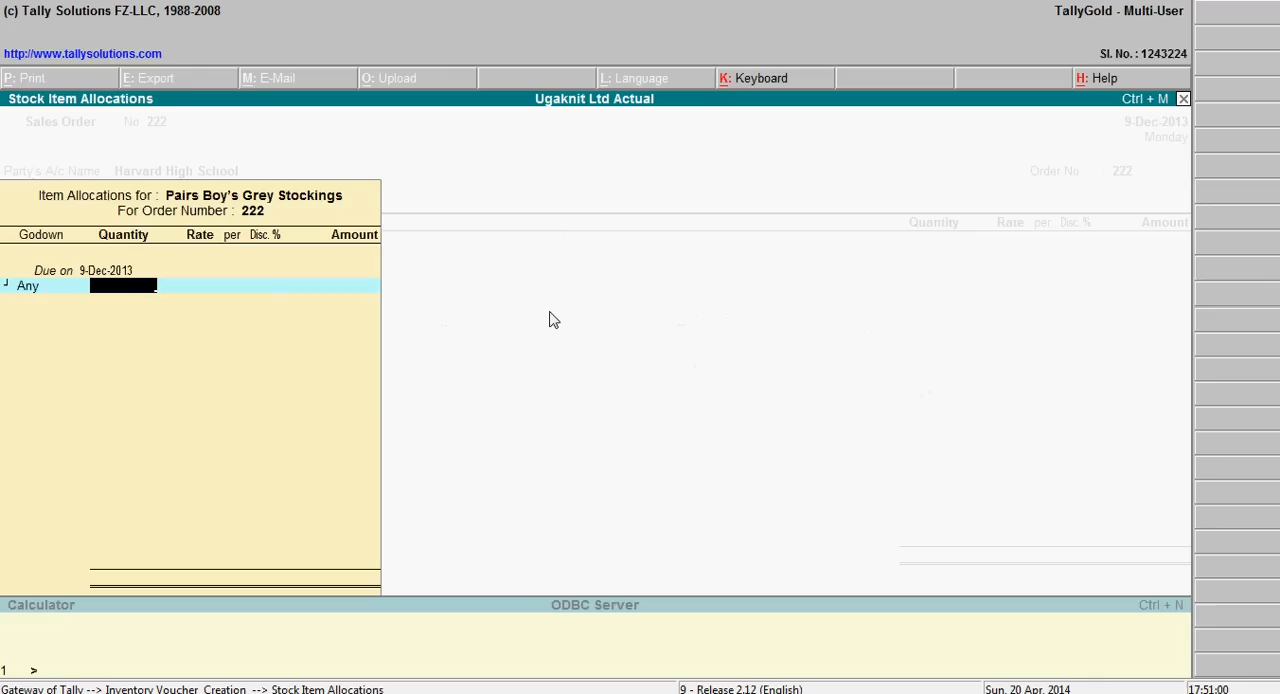 (c) Tally Solutions FZ-LLC, 1988-2008 TallyGold - Multi-User
http://www.tallysolutions.com Sl. No. : 1243224
P: Print E: Export M: E-Mail O: Upload L: Language K: Keyboard H: Help
Stock Item Allocations Ugaknit Ltd Actual Ctrl + M
Sales Order No. 222 9-Dec-2013
Monday
Party's A/c Name Harvard High School Order No : 222
Item Allocations for : Pairs Boy's Grey Stockings
For Order Number : 222
Quantity Rate per Disc. % Amount
Godown Quantity Rate per Disc. % Amount
Due on 9-Dec-2013
Any
Calculator ODBC Server Ctrl + N
1 >
Gateway of Tally --> Inventory Voucher Creation --> Stock Item Allocations 9 - Release 2.12 (English) Sun, 20 Apr, 2014 17:51:00